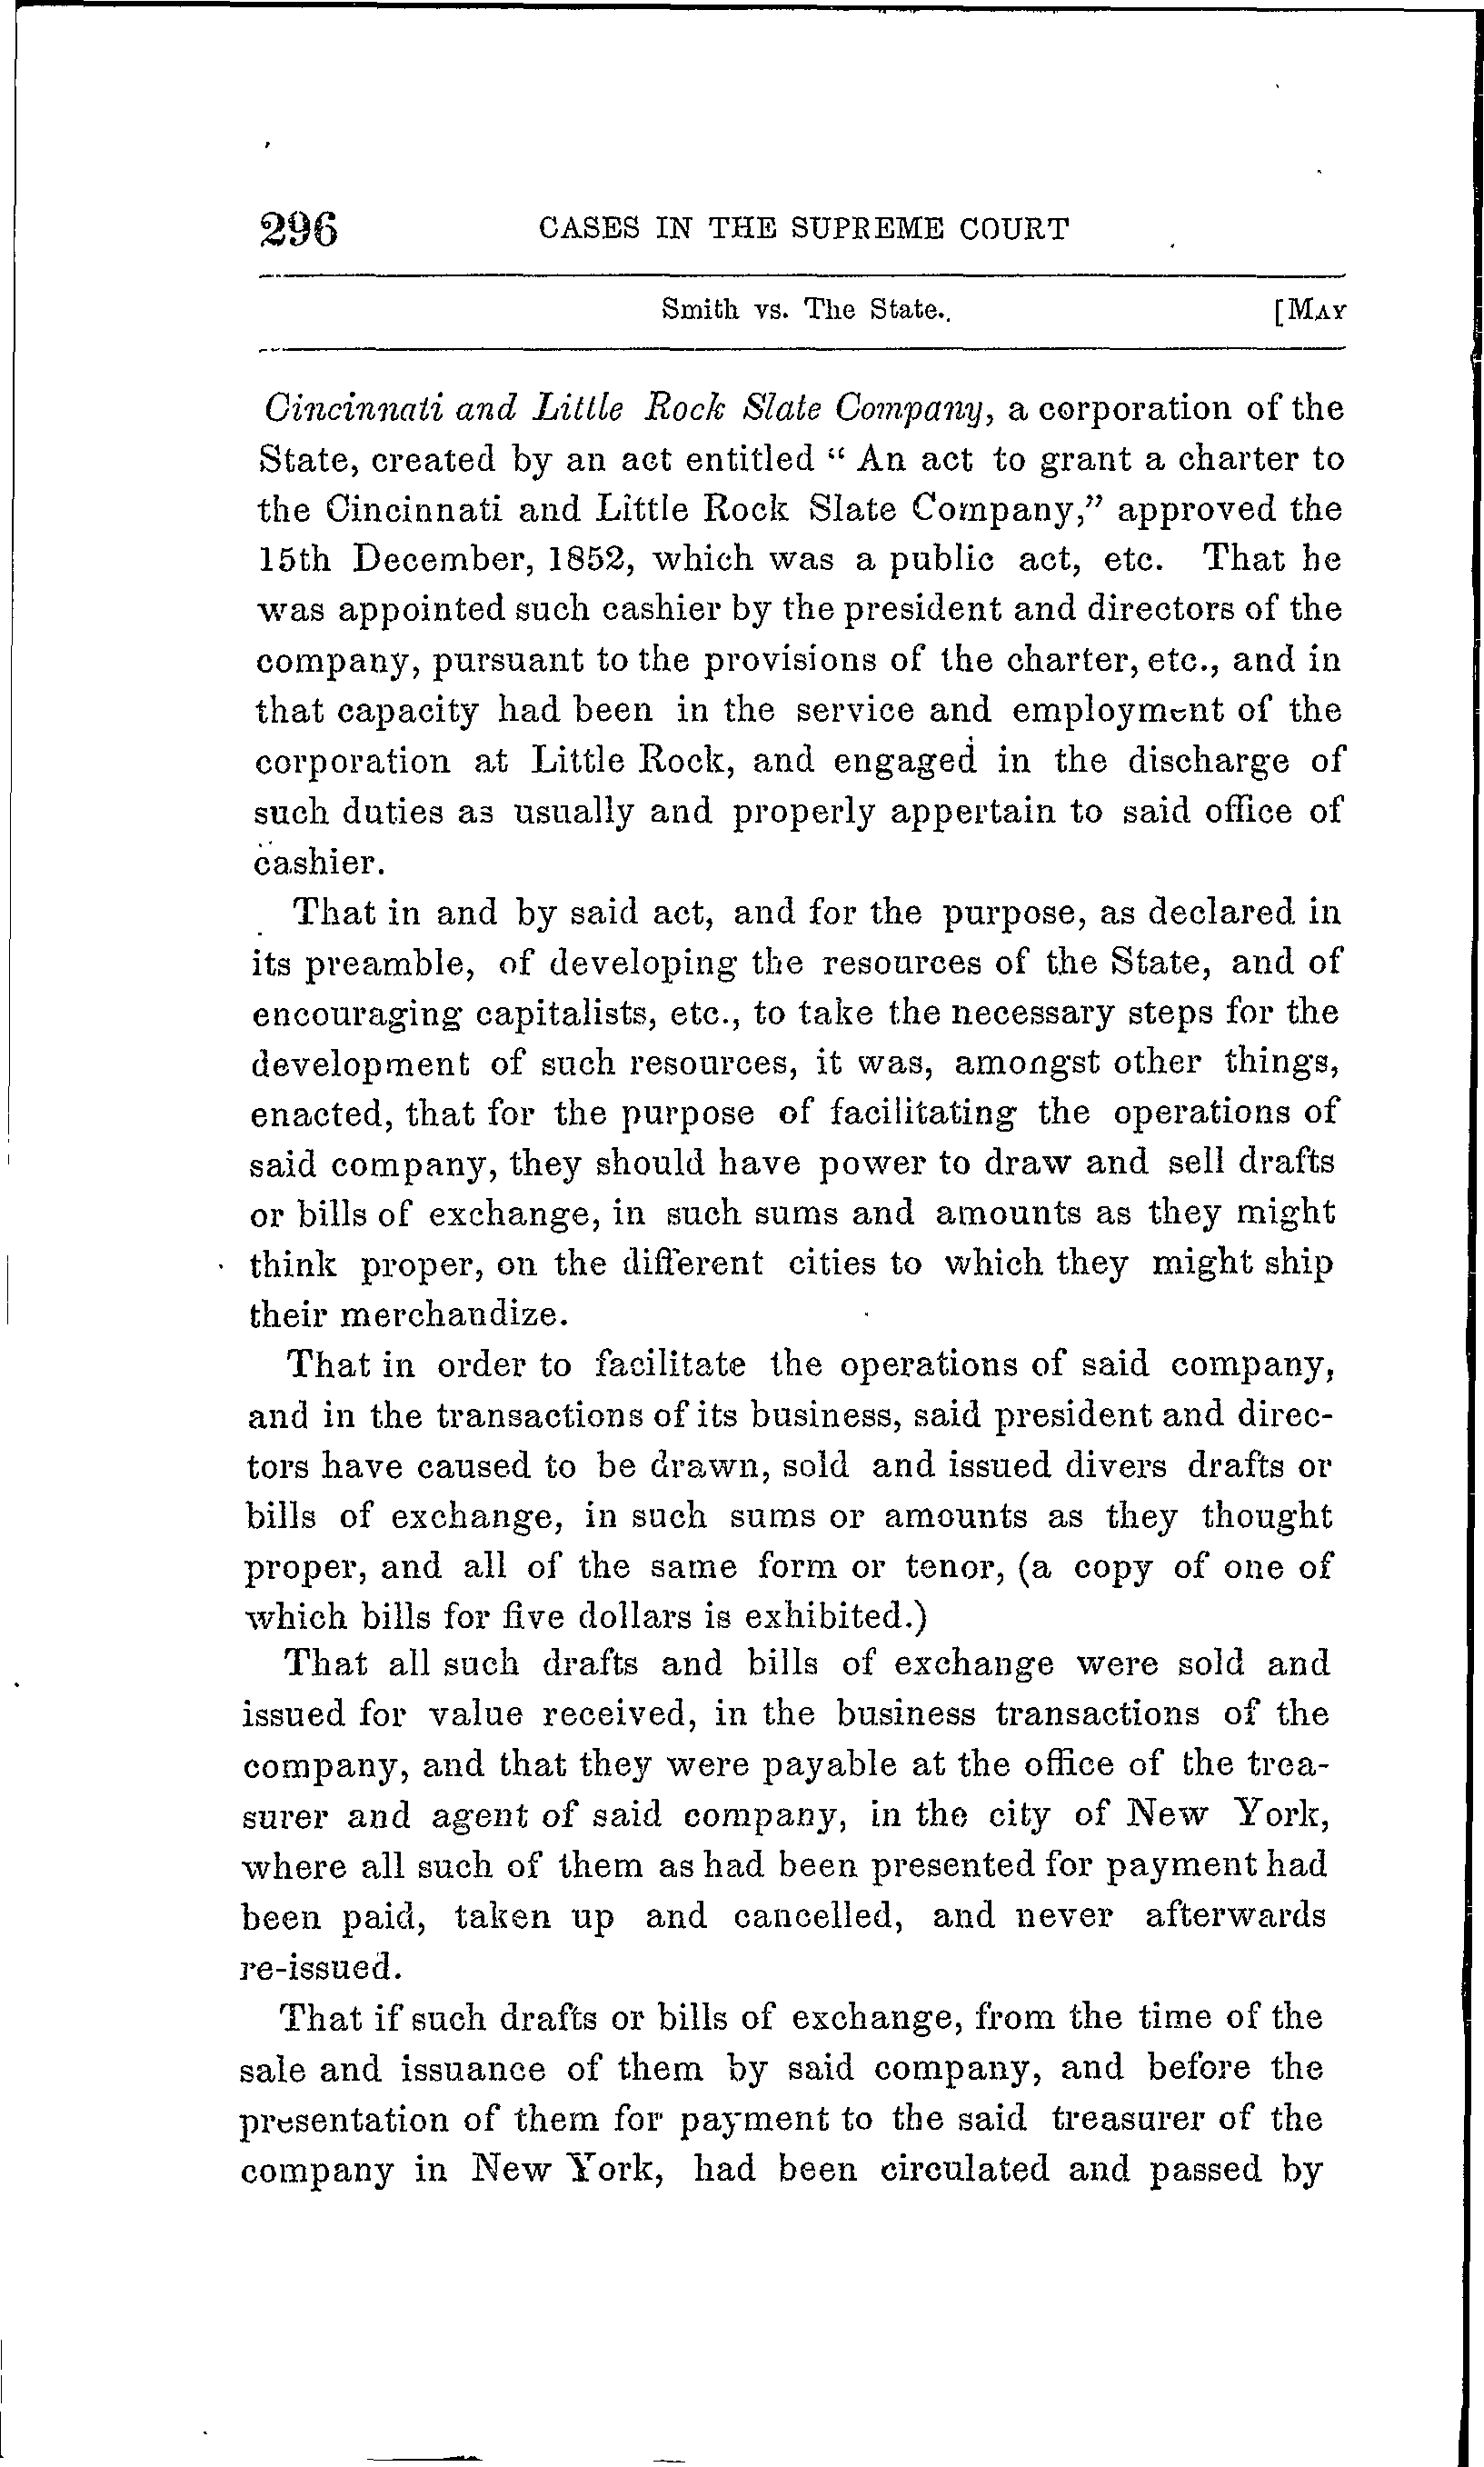 296 CASES IN THE SUPREME COURT
Smith vs. The State. [MAY
Cincinnati and Little Rock Slate Company, a corporation of the
State, created by an act entitled “ An act to grant a charter to
the Cincinnati and Little Rock Slate Company,” approved the
15th December, 1852, which was a public act, etc. That he
was appointed such cashier by the president and directors of the
company, pursuant to the provisions of the charter, etc., and in
that capacity had been in the service and employment of the
corporation at Little Rock, and engaged in the discharge of
such duties as usually and properly appertain to said office of
cashier.
That in and by said act, and for the purpose, as declared in
its preamble, of developing the resources of the State, and of
encouraging capitalists, etc., to take the necessary steps for the
development of such resources, it was, amongst other things,
enacted, that for the purpose of facilitating the operations of
said company, they should have power to draw and sell drafts
or bills of exchange, in such sums and amounts as they might
think proper, on the different cities to which they might ship
their merchandize.
That in order to facilitate the operations of said company,
and in the transactions of its business, said president and direc-
tors have caused to be drawn, sold and issued divers drafts or
bills of exchange, in such sums or amounts as they thought
proper, and all of the same form or tenor, (a copy of one of
which bills for five dollars is exhibited.)
That all such drafts and bills of exchange were sold and
issued for value received, in the business transactions of the
company, and that they were payable at the office of the trea-
surer and agent of said company, in the city of New York,
where all such of them as had been presented for payment had
been paid, taken up and cancelled, and never afterwards
re-issued.
That if such drafts or bills of exchange, from the time of the
sale and issuance of them by said company, and before the
presentation of them for payment to the said treasurer of the
company in New York, had been circulated and passed by